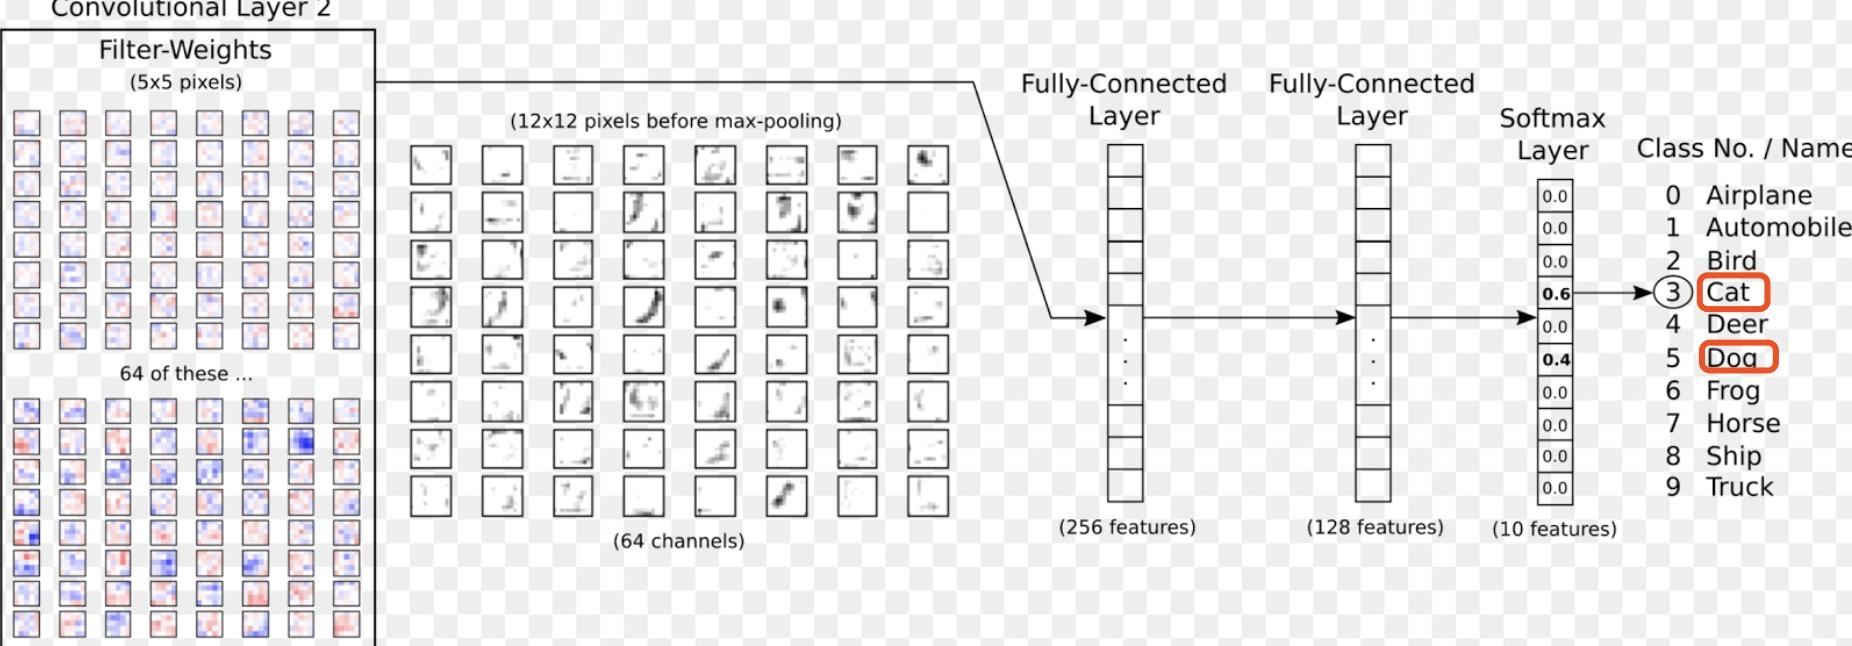 Convolutional Layer 2
Filter-Weights
(5x5 pixels)
64 of these ...
(12x12 pixels before max-pooling)
(64 channels)
Fully-Connected
Layer
(256 features)
Fully-Connected
Layer
(128 features)
Softmax
Layer
0.0
0.0
0.0
0.6
0.0
0.4
0.0
0.0
0.0
0.0
(10 features)
Class No. / Name
0 Airplane
1 Automobile
2 Bird
3 Cat
4 Deer
5 Dog
6 Frog
7 Horse
8 Ship
9 Truck